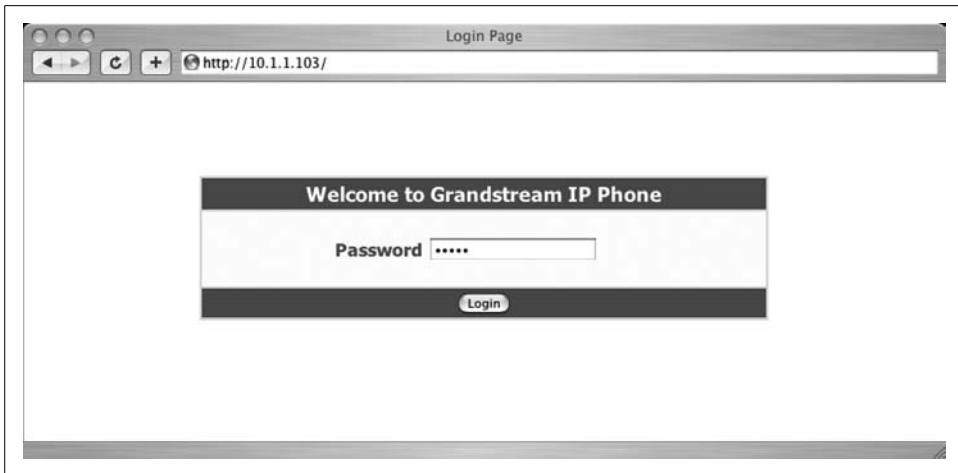 Login Page
http://10.1.1.103/
Welcome to Grandstream IP Phone
Password •••••
Login